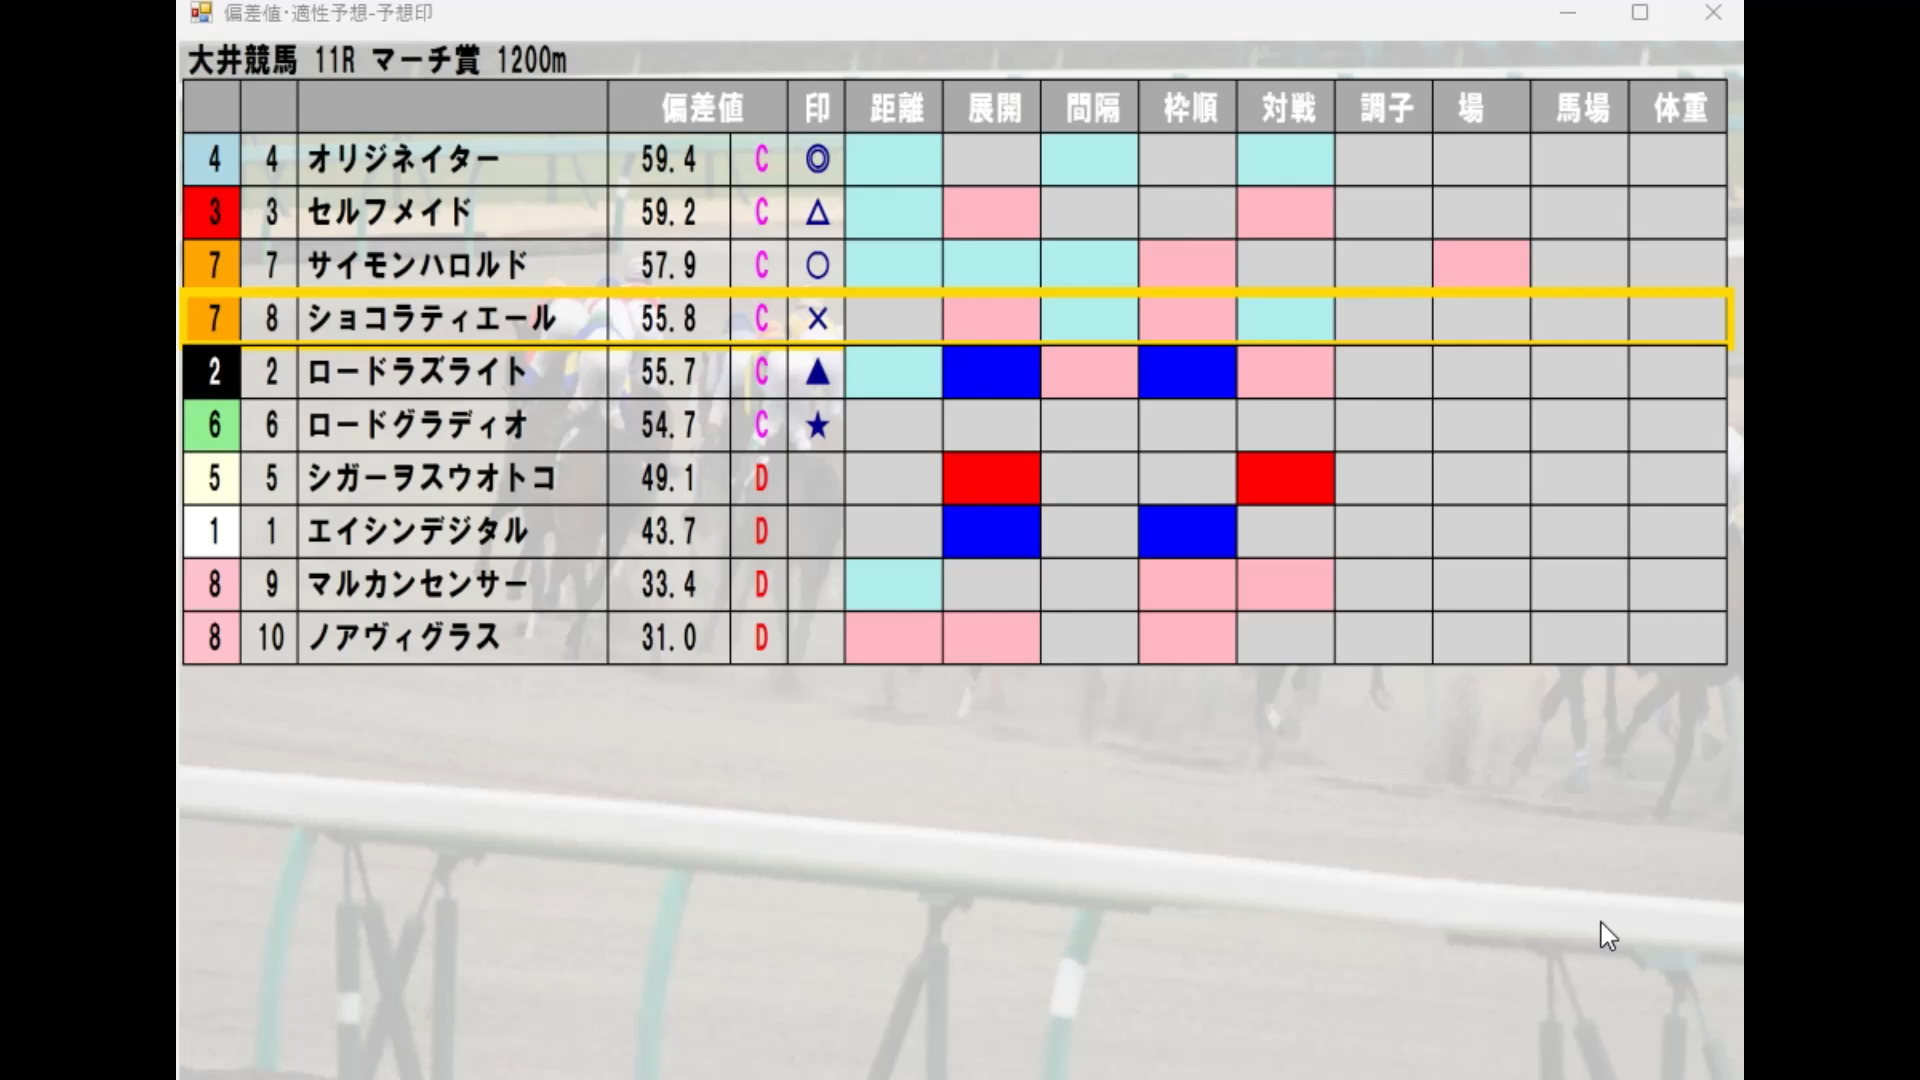 偏差値・適性予想-予想印
大井競馬 11R マーチ賞 1200m
偏差値 印 距離 展開 間隔 枠順 対戦 調子 場 馬場 体重
4 4 オリジネイター 59.4 C ◎
3 3 セルフメイド 59.2 C △
7 7 サイモンハロルド 57.9 C ○
7 8 ショコラティエール 55.8 C ×
2 2 ロードラズライト 55.7 C ▲
6 6 ロードグラディオ 54.7 C ★
5 5 シガーヲスウオトコ 49.1 D
1 1 エイシンデジタル 43.7 D
8 9 マルカンセンサー 33.4 D
8 10 ノアヴィグラス 31.0 D